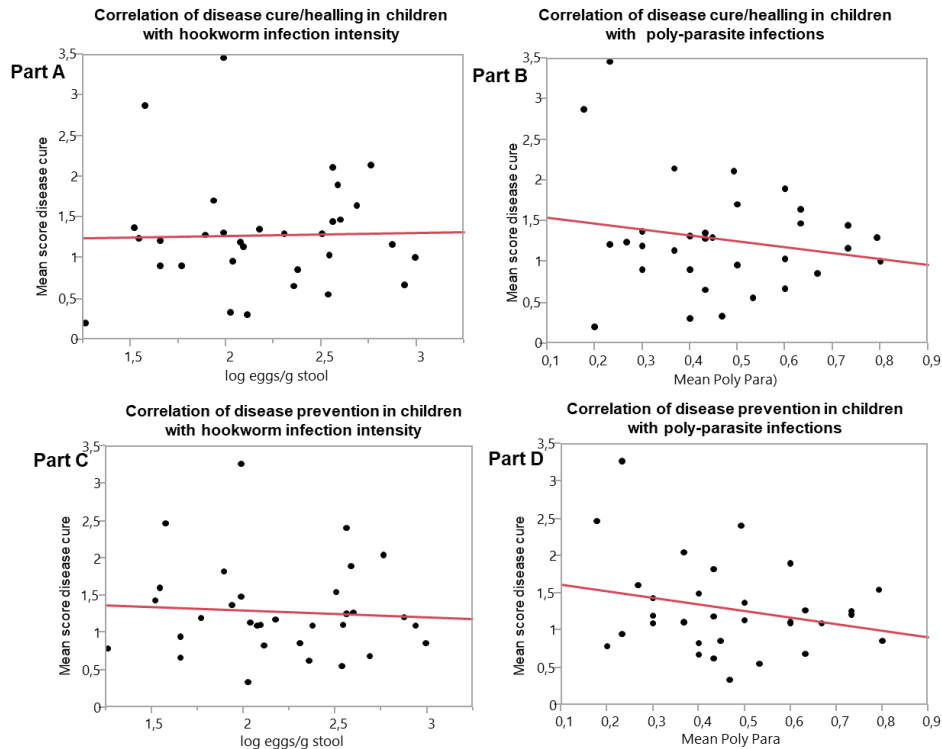 Correlation of disease cure/healling in children
with hookworm infection intensity
Part A
3,5
3
2,5
2
1,5
1
0,5
0
Mean score disease cure
1,5
2
2,5
3
log eggs/g stool
Correlation of disease cure/healling in children
with poly-parasite infections
Part B
3,5
3
2,5
2
1,5
1
0,5
0
Mean score disease cure
0,1
0,2
0,3
0,4
0,5
0,6
0,7
0,8
0,9
Mean Poly Para)
Correlation of disease prevention in children
with hookworm infection intensity
Part C
3,5
3
2,5
2
1,5
1
0,5
0
Mean score disease cure
1,5
2
2,5
3
log eggs/g stool
Correlation of disease prevention in children
with poly-parasite infections
Part D
3,5
3
2,5
2
1,5
1
0,5
0
Mean score disease cure
0,1
0,2
0,3
0,4
0,5
0,6
0,7
0,8
0,9
Mean Poly Para